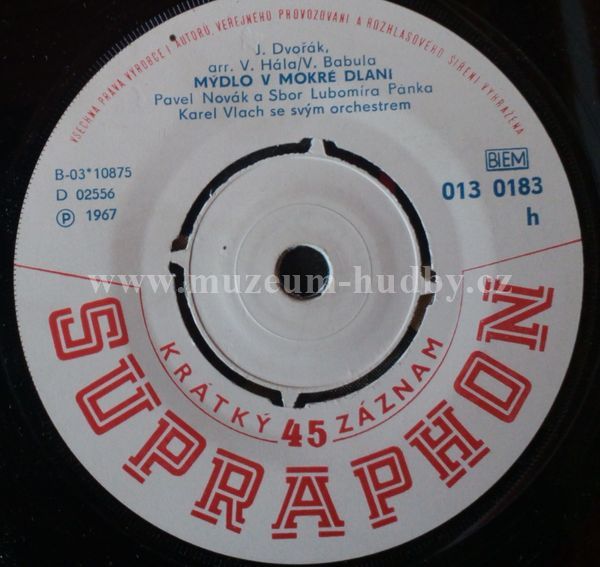 VŠECHNA PRÁVA VÝROBCE I AUTORŮ, VEŘEJNÉHO PROVOZOVÁNÍ A ROZHLASOVÉHO ŠÍŘENÍ VYHRAZENA
J. Dvořák,
arr. V. Hála/V. Babula
MÝDLO V MOKRÉ DLANI
Pavel Novák a Sbor Lubomíra Pánka
Karel Vlach se svým orchestrem
B-03*10875
D 02556
Ⓟ 1967
BIEM
013 0183
h
www.muzeum-hudby.cz
KRÁTKÝ 45 ZÁZNAM
SUPRAPHON